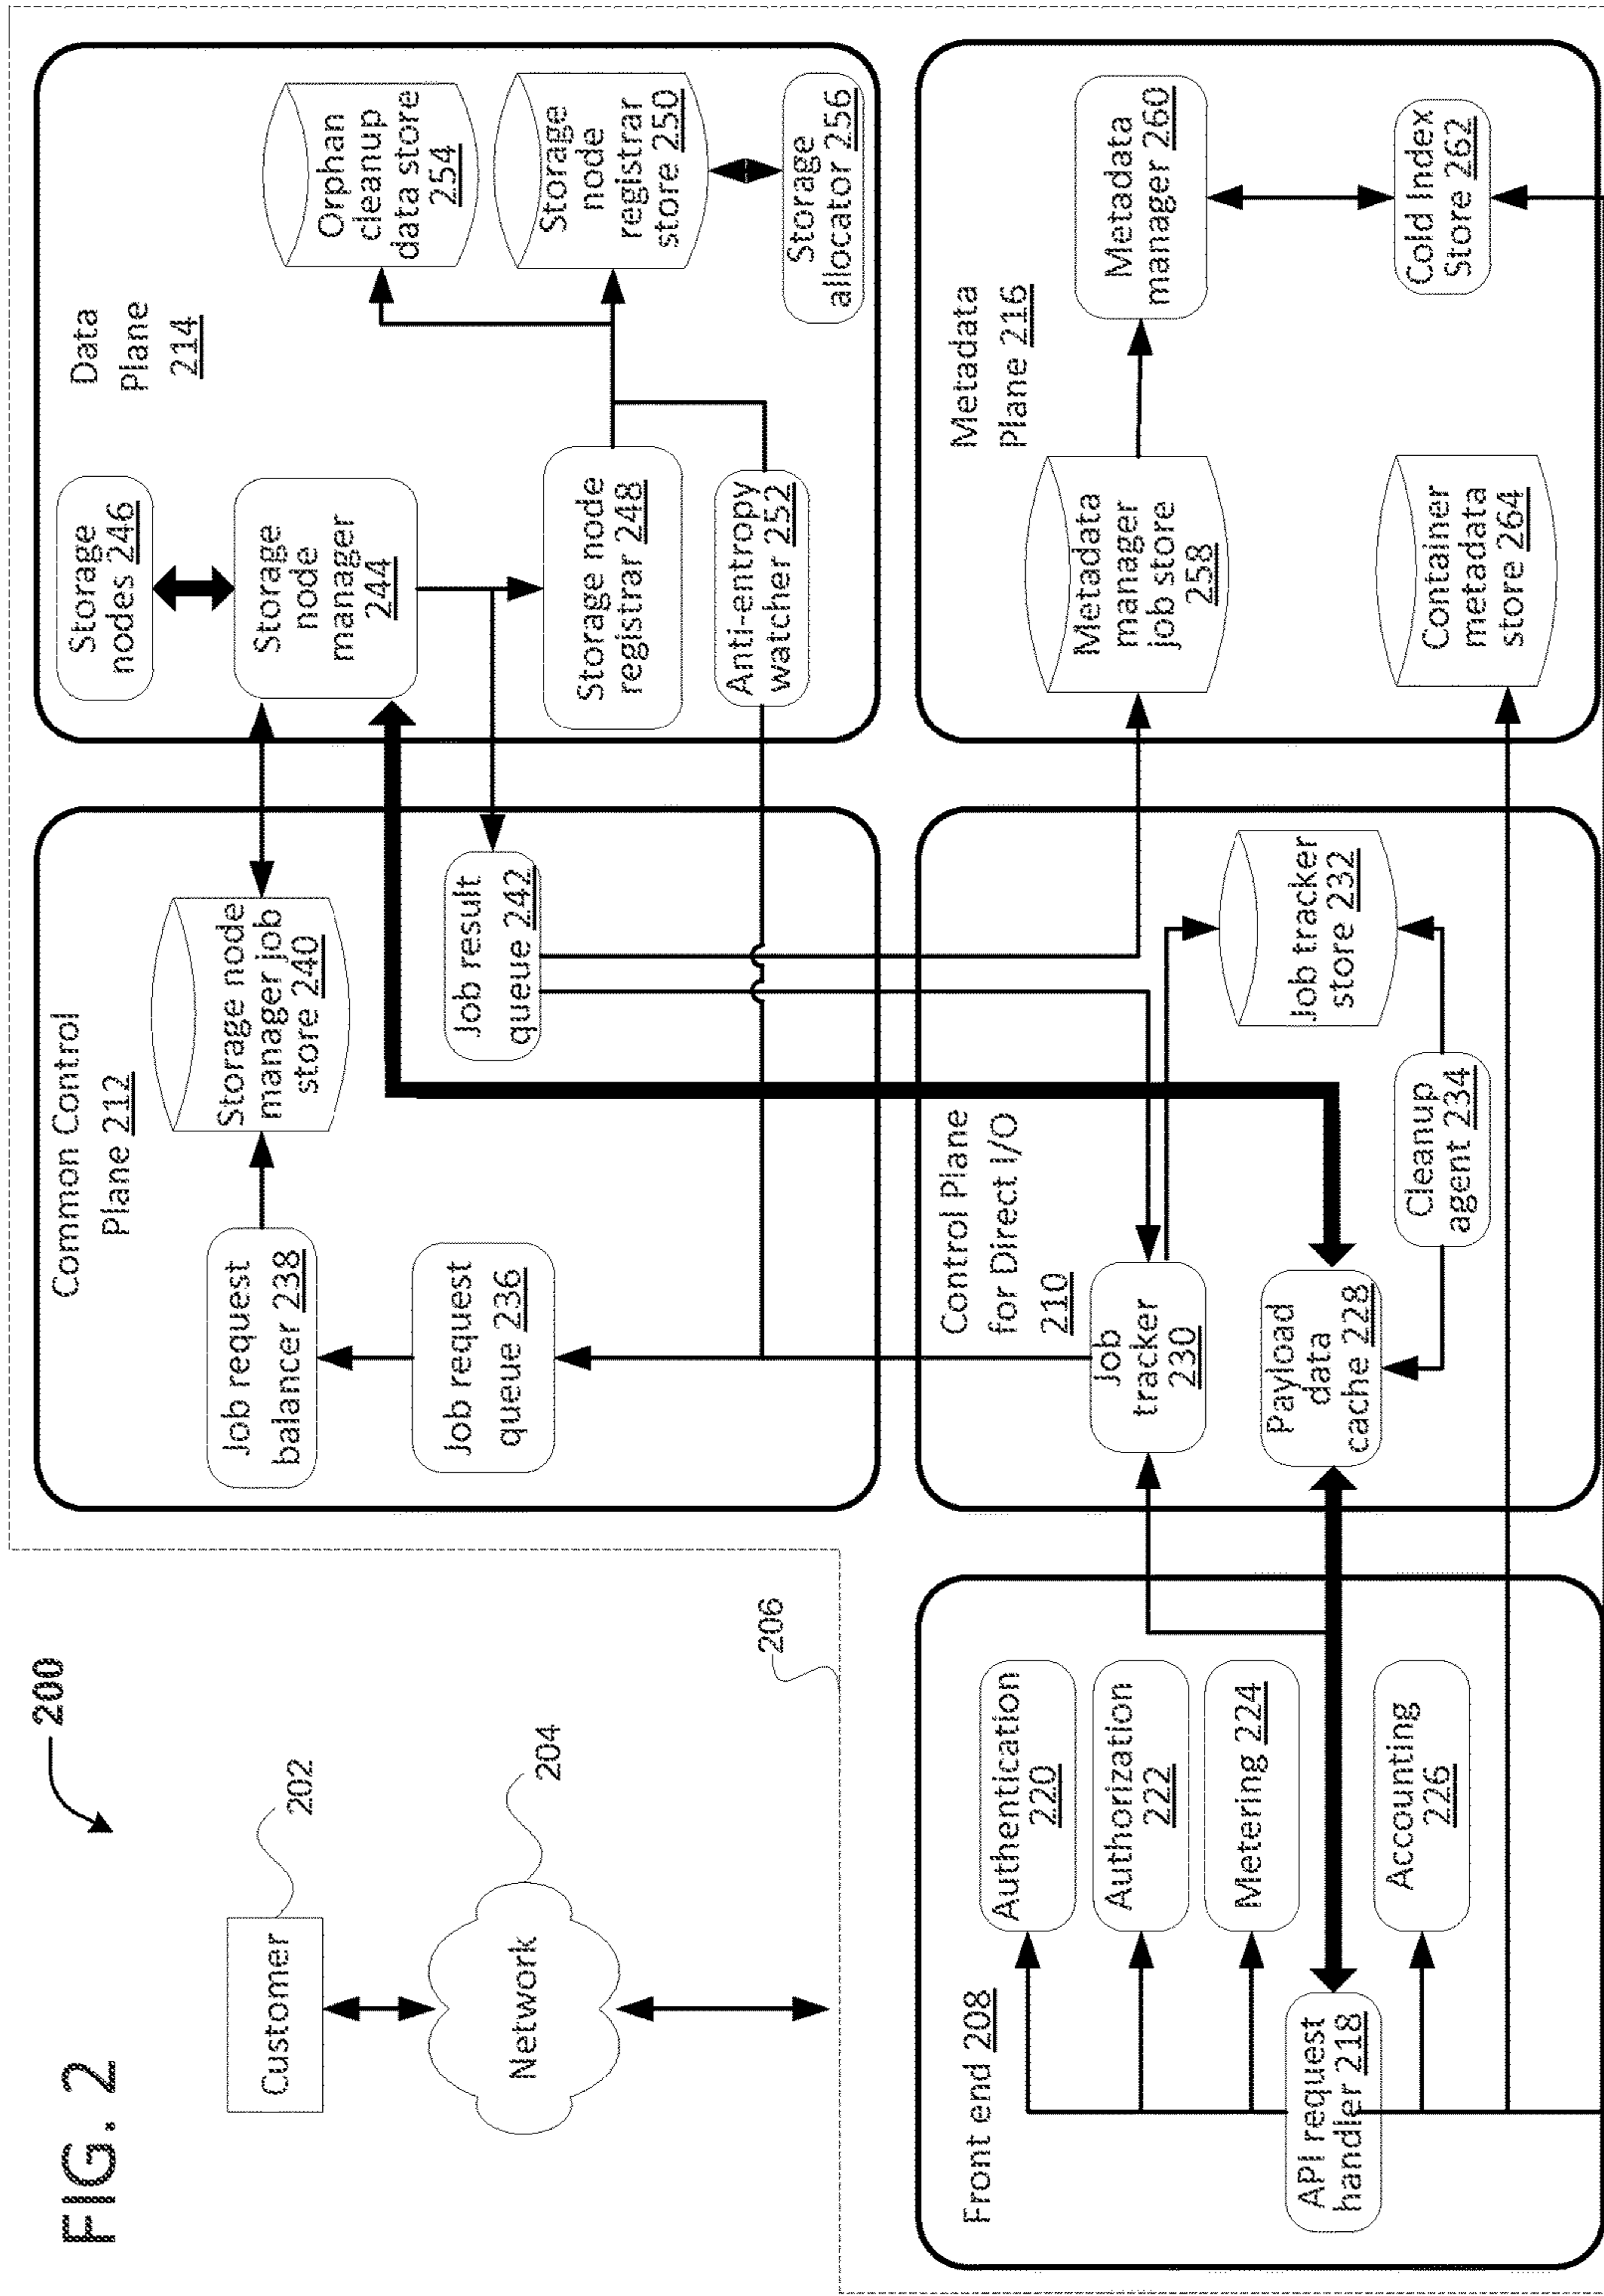 FIG. 2
200
Customer
202
Network
204
206
Front end 208
API request
handler 218
Authentication
220
Authorization
222
Metering 224
Accounting
226
Common Control
Plane 212
Job request
balancer 238
Job request
queue 236
Storage node
manager job
store 240
Job result
queue 242
Control Plane
for Direct I/O
210
Job
tracker
230
Payload
data
cache 228
Job tracker
store 232
Cleanup
agent 234
Data
Plane
214
Storage
nodes 246
Storage
node
manager
244
Storage node
registrar 248
Anti-entropy
watcher 252
Orphan
cleanup
data store
254
Storage
node
registrar
store 250
Storage
allocator 256
Metadata
Plane 216
Metadata
manager
job store
258
Metadata
manager 260
Container
metadata
store 264
Cold Index
Store 262